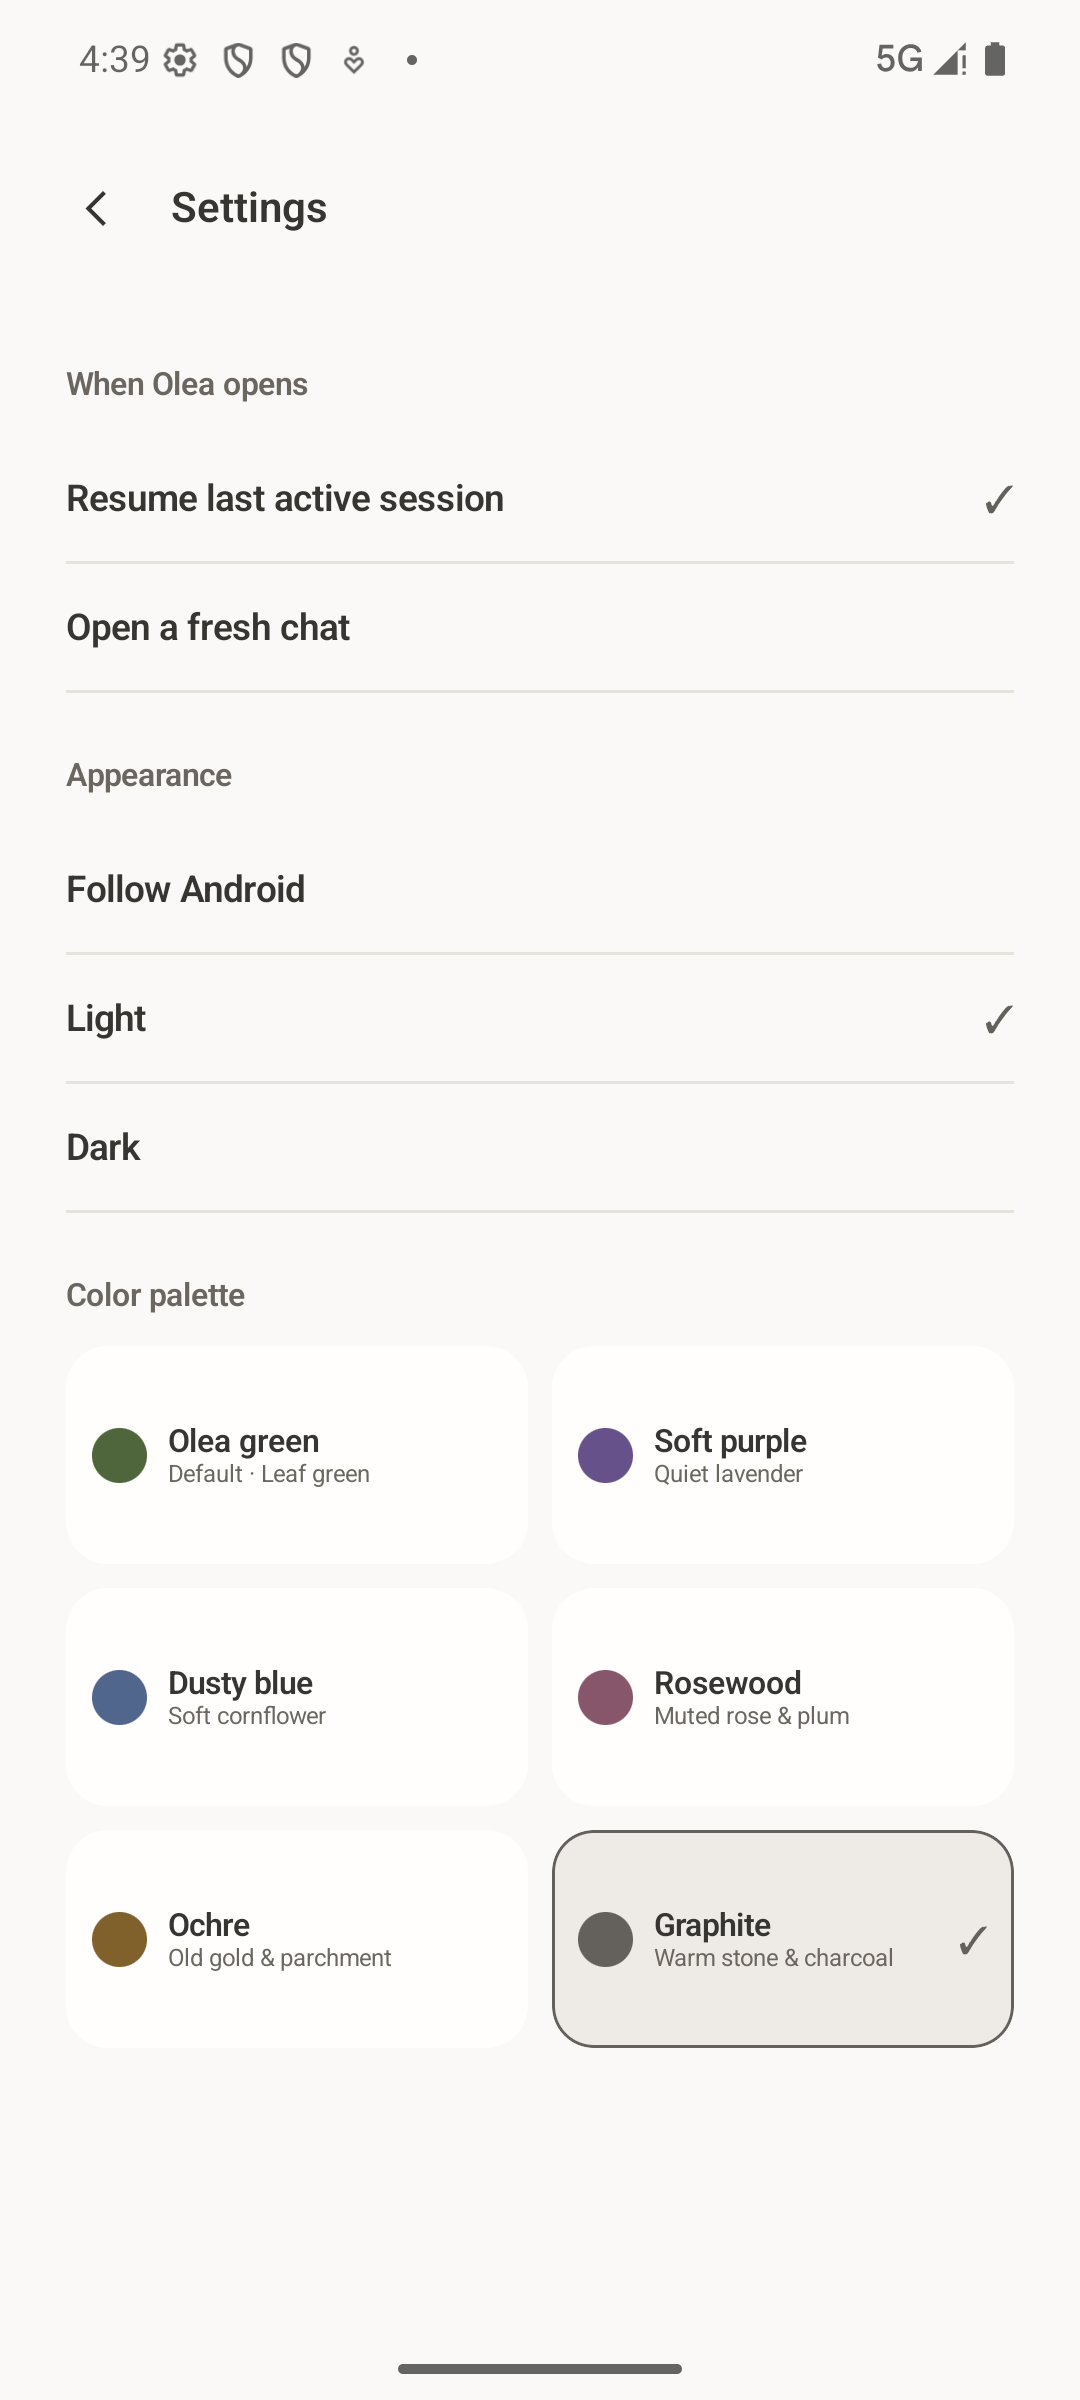 4:39
5G
Settings
When Olea opens
Resume last active session
Open a fresh chat
Appearance
Follow Android
Light
Dark
Color palette
Olea green
Default · Leaf green
Soft purple
Quiet lavender
Dusty blue
Soft cornflower
Rosewood
Muted rose & plum
Ochre
Old gold & parchment
Graphite
Warm stone & charcoal